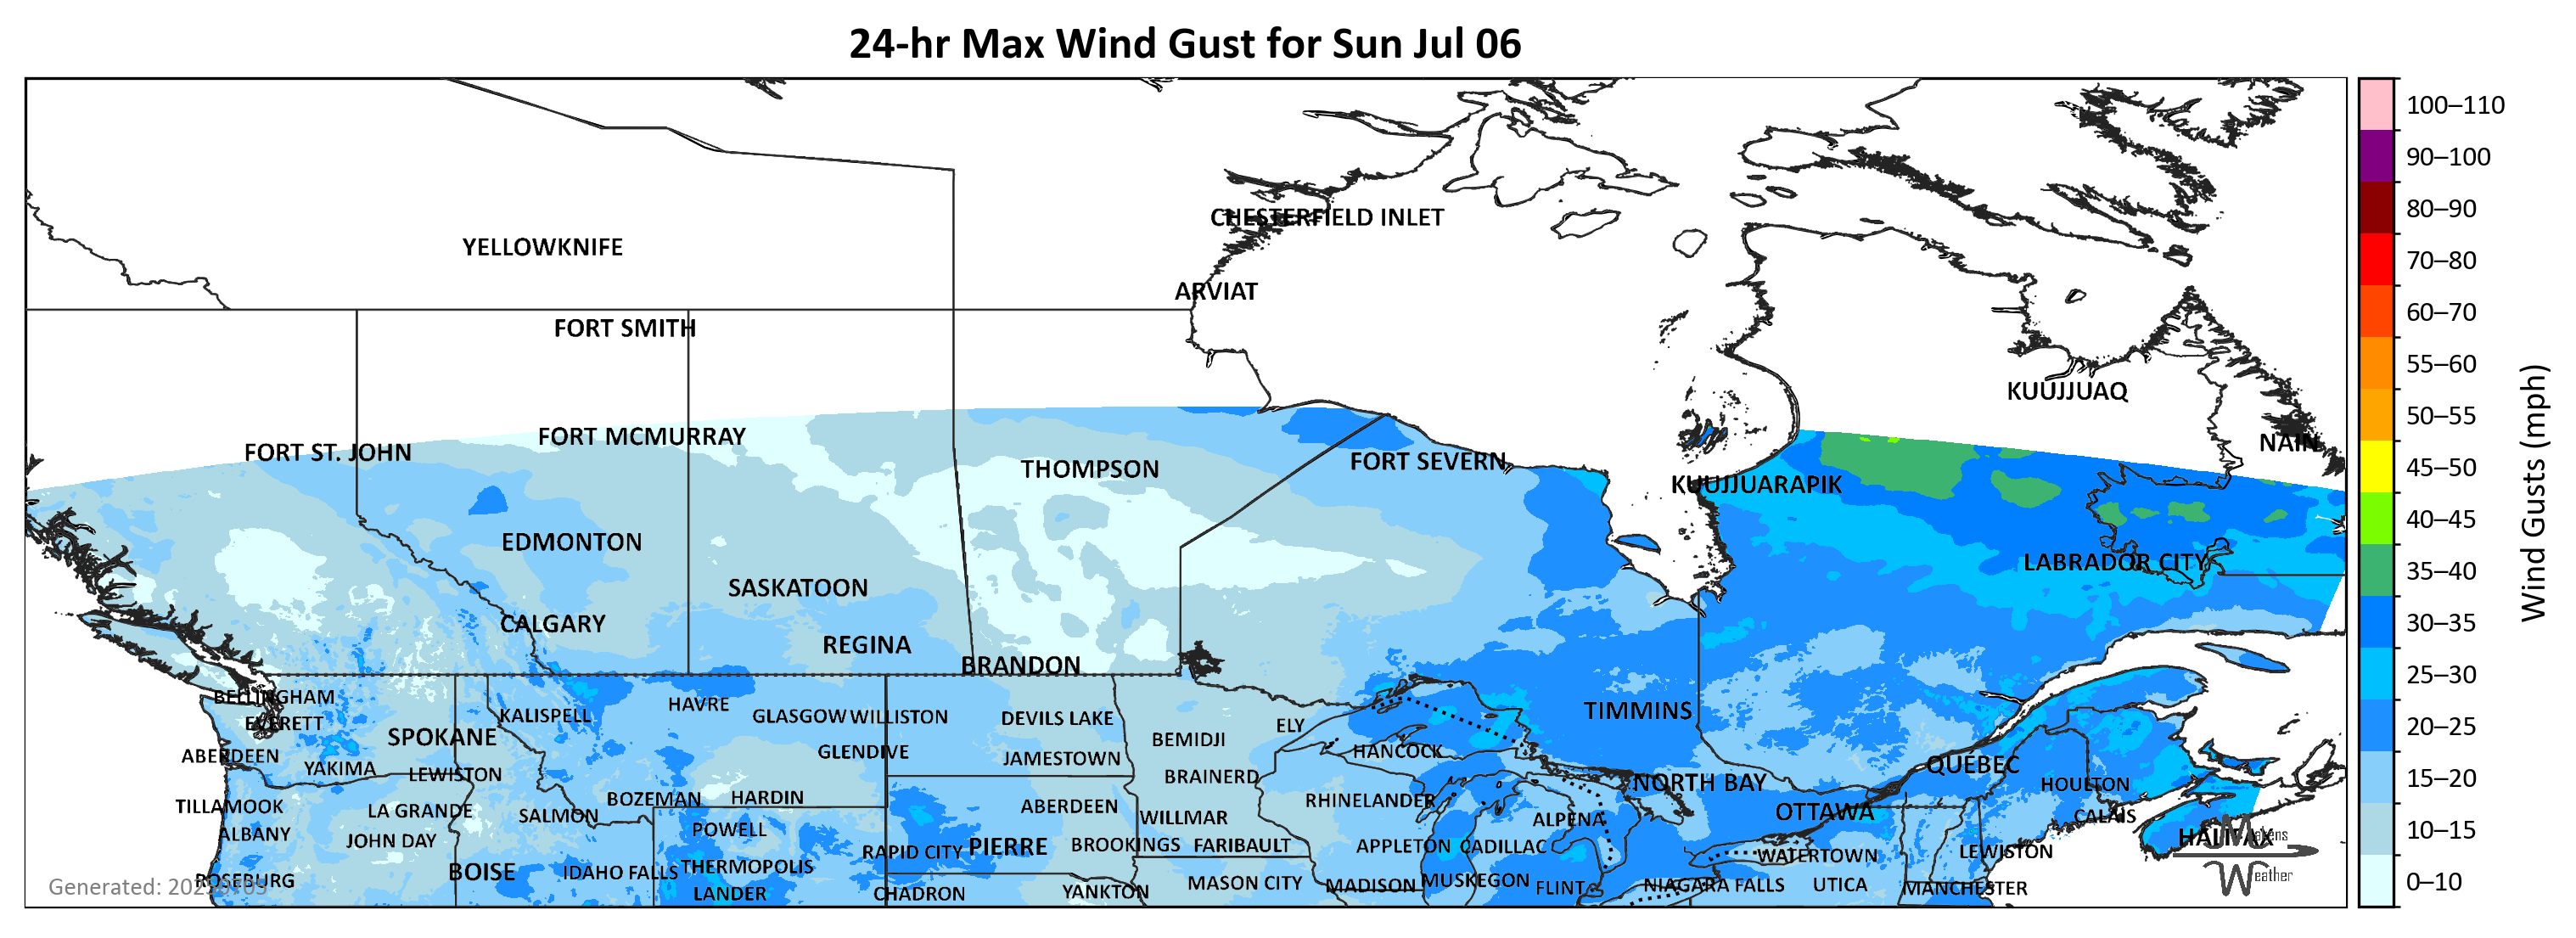 24-hr Max Wind Gust for Sun Jul 06
100–110
90–100
CHESTERFIELD INLET
80–90
YELLOWKNIFE
70–80
ARVIAT
60–70
FORT SMITH
55–60
KUUJJUAQ
50–55
FORT MCMURRAY
NAIN
FORT ST. JOHN
FORT SEVERN
45–50
THOMPSON
KUUJJUARAPIK
40–45
EDMONTON
LABRADOR CITY
35–40
SASKATOON
CALGARY
30–35
REGINA
BRANDON
25–30
Wind Gusts (mph)
BELLINGHAM
HAVRE
TIMMINS
KALISPELL
GLASGOW
WILLISTON
DEVILS LAKE
EVERETT
ELY
20–25
SPOKANE
BEMIDJI
ABERDEEN
GLENDIVE
JAMESTOWN
HANCOCK
QUÉBEC
YAKIMA
LEWISTON
BRAINERD
NORTH BAY
HOULTON
15–20
BOZEMAN
HARDIN
RHINELANDER
TILLAMOOK
LA GRANDE
SALMON
ABERDEEN
WILLMAR
ALPENA
OTTAWA
CALAIS
ALBANY
JOHN DAY
POWELL
10–15
HALIFAX
Makens
Weather
RAPID CITY
PIERRE
BROOKINGS
FARIBAULT
APPLETON
CADILLAC
WATERTOWN
LEWISTON
BOISE
IDAHO FALLS
THERMOPOLIS
ROSEBURG
MASON CITY
MADISON
MUSKEGON
FLINT
NIAGARA FALLS
UTICA
MANCHESTER
0–10
Generated:
LANDER
CHADRON
YANKTON